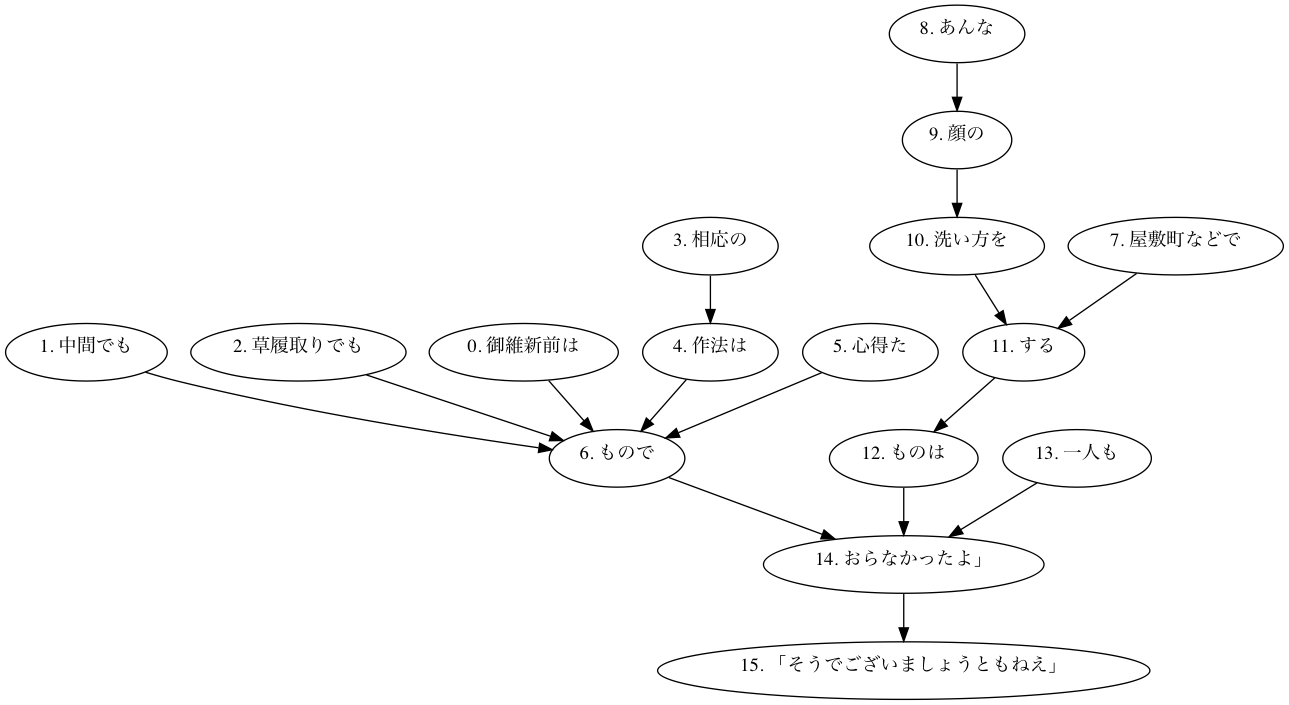 8. あんな
9. 顔の
3. 相応の
10. 洗い方を
7. 屋敷町などで
1. 中間でも
2. 草履取りでも
0. 御維新前は
4. 作法は
5. 心得た
11. する
6. もので
12. ものは
13. 一人も
14. おらなかったよ」
15. 「そうでございましょうともねえ」